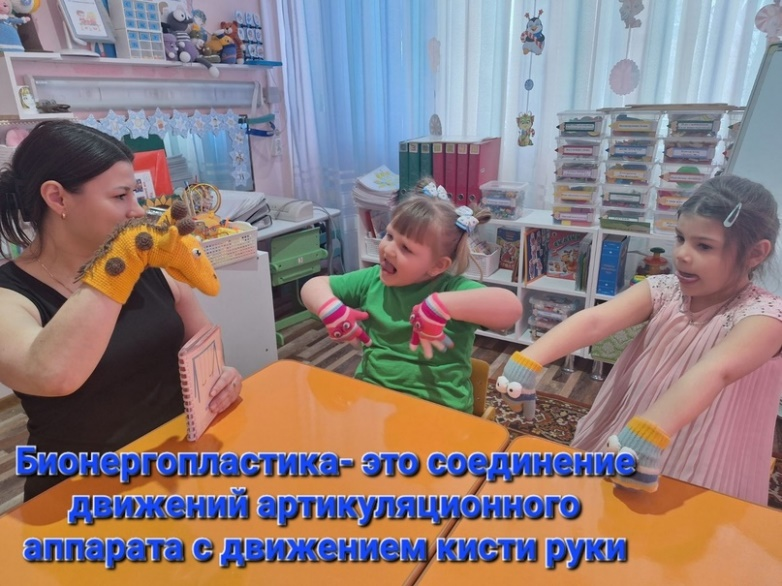 Бионергопластика- это соединение
движений артикуляционного
аппарата с движением кисти руки